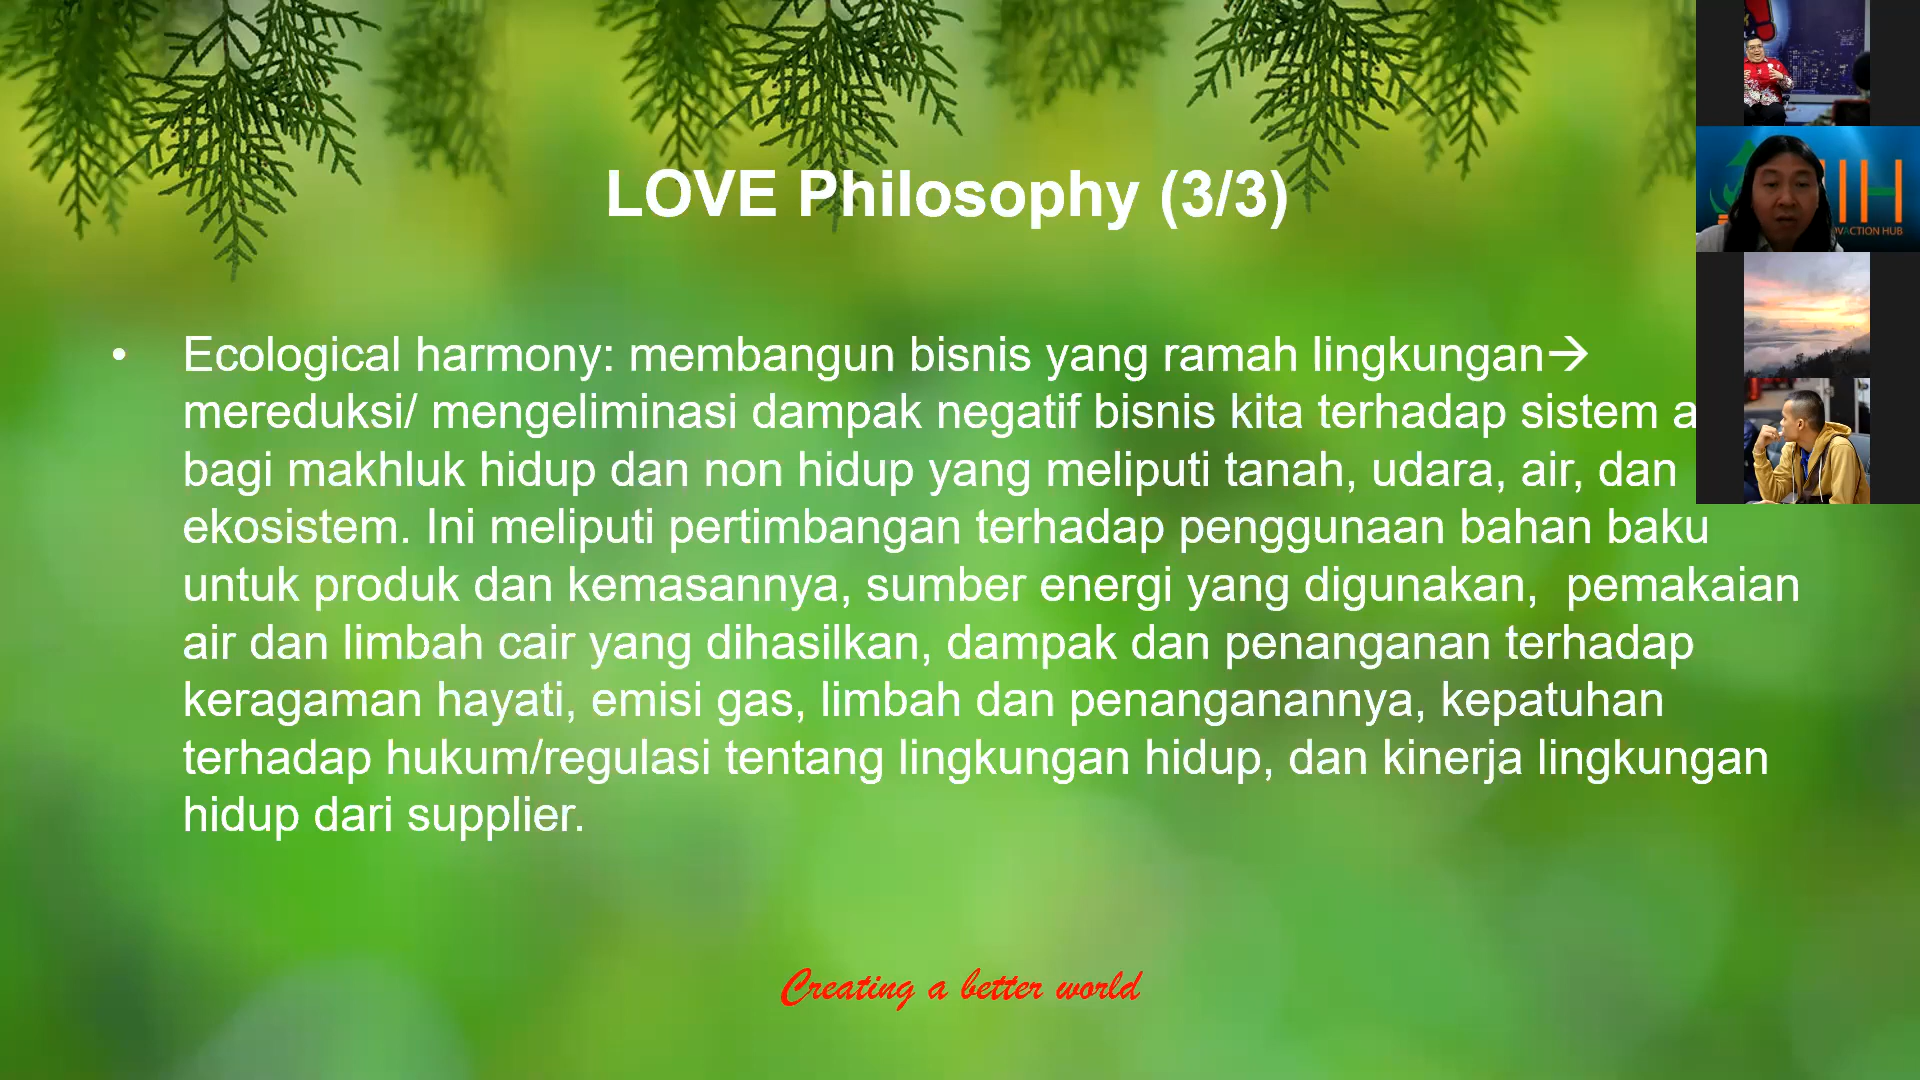 LOVE Philosophy (3/3)
• Ecological harmony: membangun bisnis yang ramah lingkungan→
mereduksi/ mengeliminasi dampak negatif bisnis kita terhadap sistem
bagi makhluk hidup dan non hidup yang meliputi tanah, udara, air, dan
ekosistem. Ini meliputi pertimbangan terhadap penggunaan bahan baku
untuk produk dan kemasannya, sumber energi yang digunakan,  pemakaian
air dan limbah cair yang dihasilkan, dampak dan penanganan terhadap
keragaman hayati, emisi gas, limbah dan penanganannya, kepatuhan
terhadap hukum/regulasi tentang lingkungan hidup, dan kinerja lingkungan
hidup dari supplier.
Creating a better world
IH
HUB